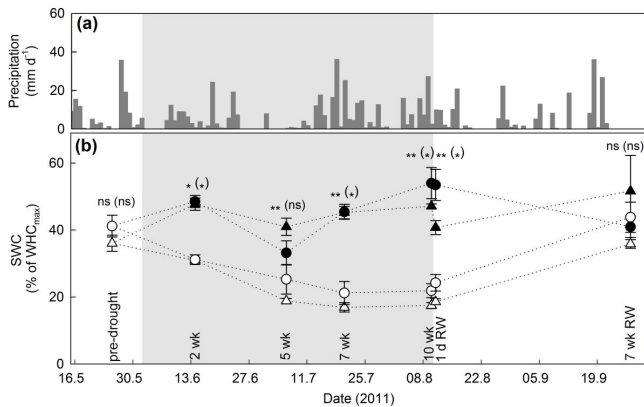 (a)
60
40
20
0
Precipitation
(mm d⁻¹)
(b)
60
40
20
0
SWC
(% of WHCmax)
ns (ns)
* (*)
** (ns)
** (*)
** (*)
** (*)
ns (ns)
pre-drought
2 wk
5 wk
7 wk
10 wk
1 d RW
7 wk RW
16.5 30.5 13.6 27.6 11.7 25.7 08.8 22.8 05.9 19.9
Date (2011)